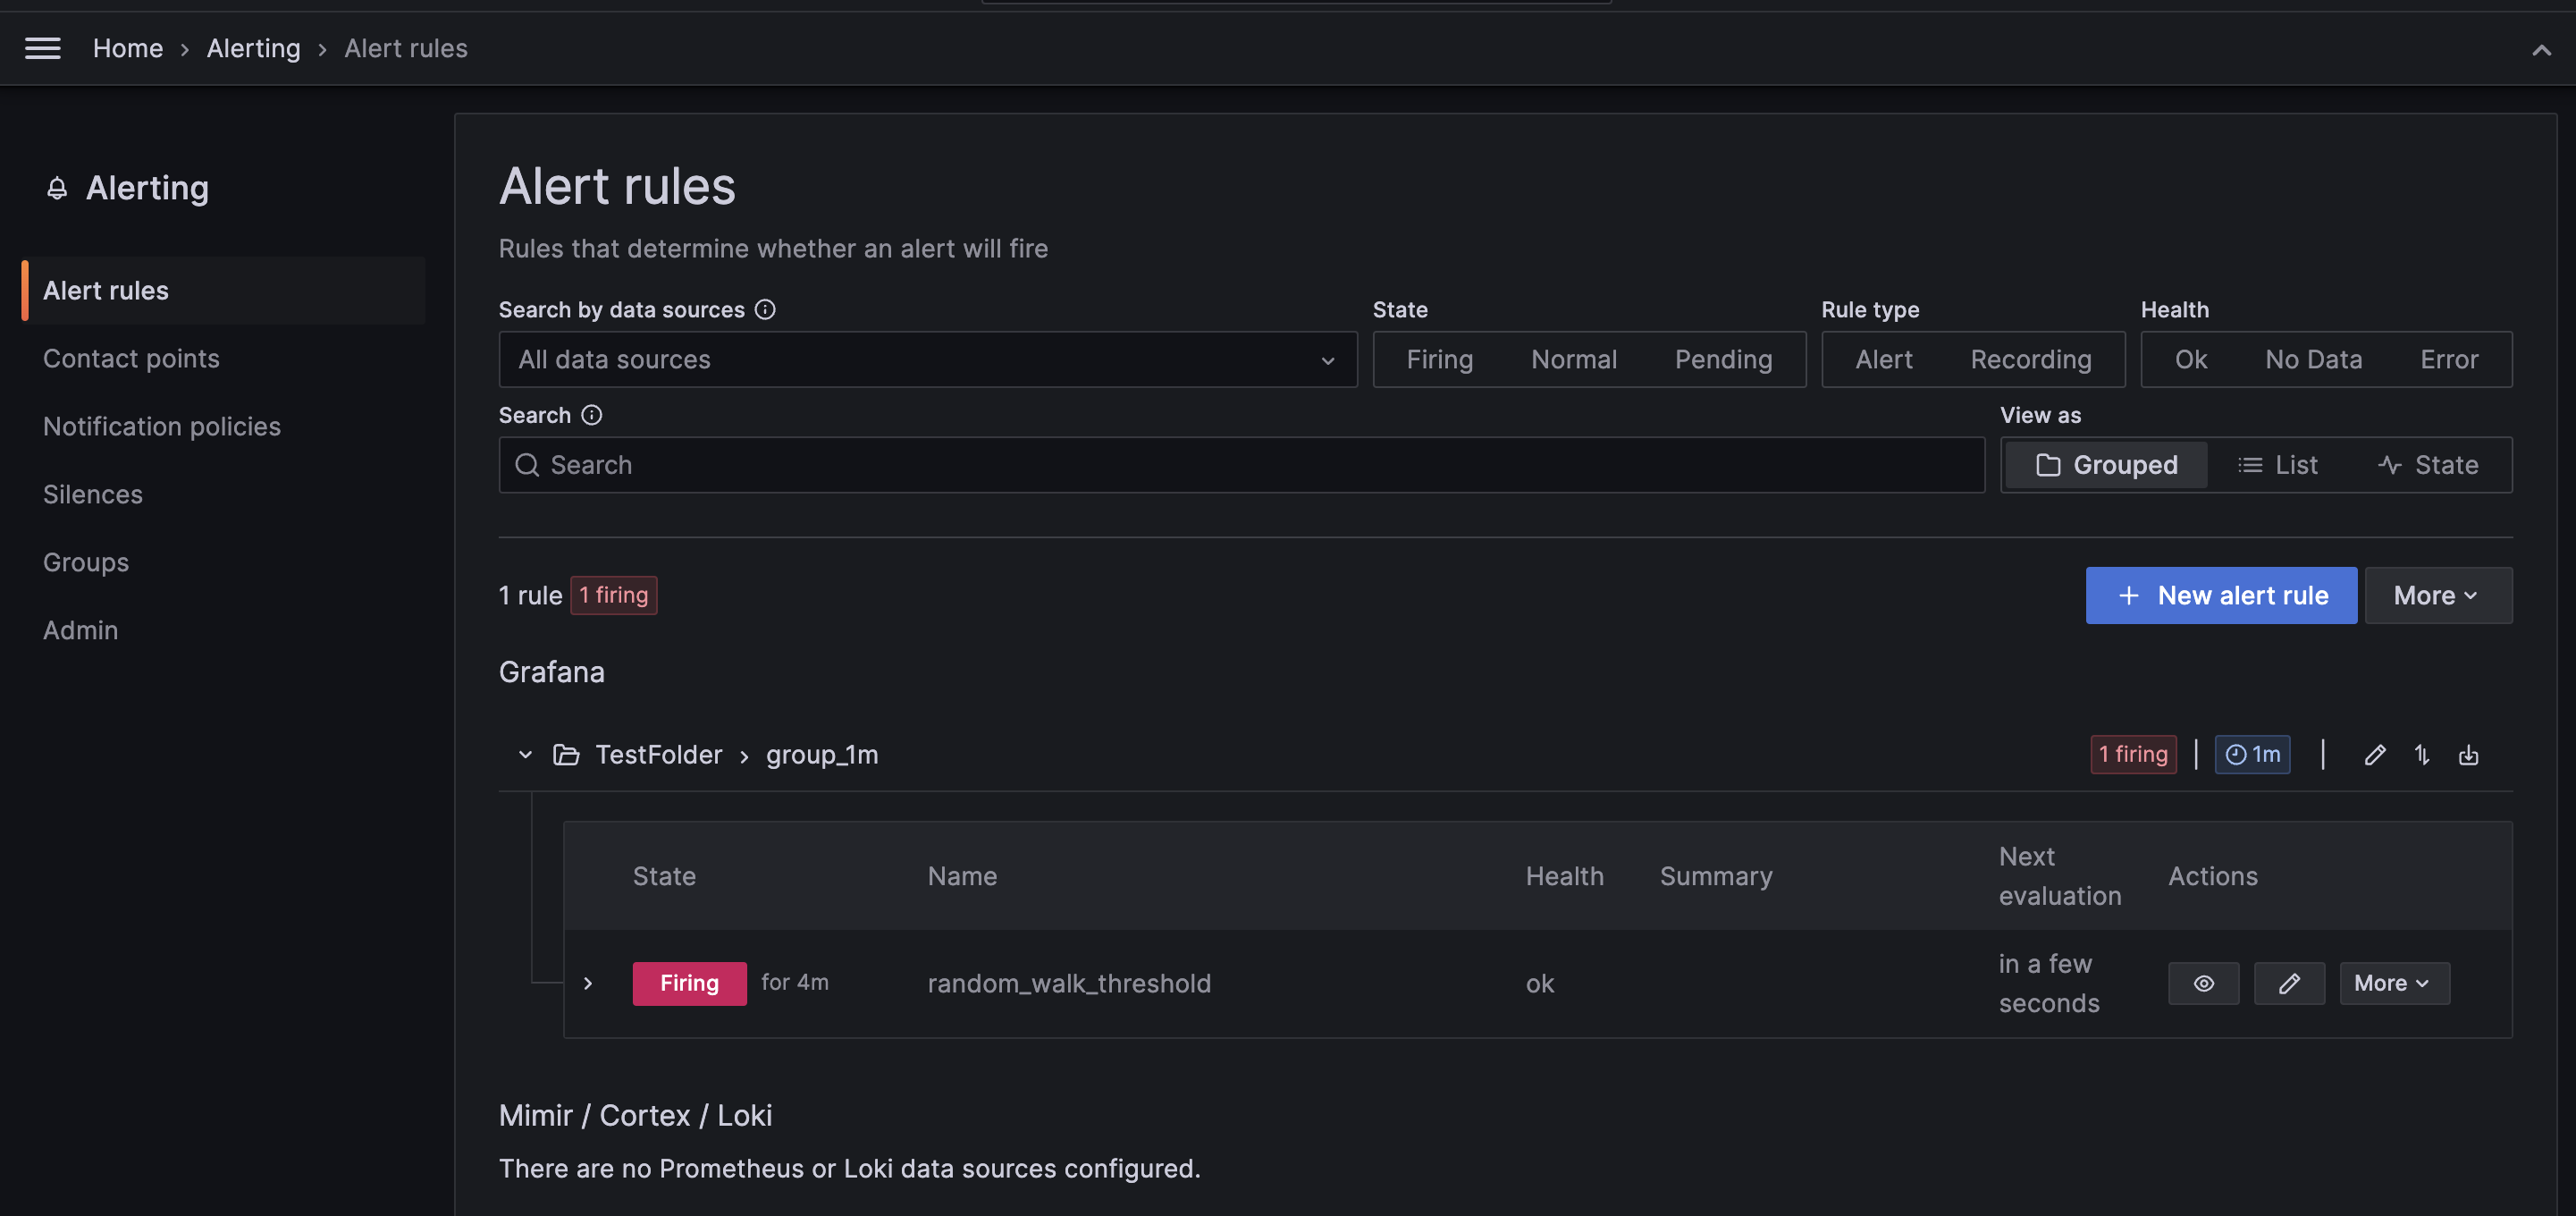 Home › Alerting › Alert rules
Alerting
Alert rules
Contact points
Notification policies
Silences
Groups
Admin
Alert rules
Rules that determine whether an alert will fire
Search by data sources State Rule type Health
All data sources Firing Normal Pending Alert Recording Ok No Data Error
Search View as
Search Grouped List State
1 rule 1 firing + New alert rule More
Grafana
TestFolder › group_1m 1 firing | 1m |
State Name Health Summary Next evaluation Actions
Firing for 4m random_walk_threshold ok in a few seconds More
Mimir / Cortex / Loki
There are no Prometheus or Loki data sources configured.